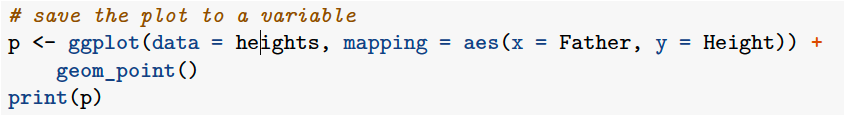 # save the plot to a variable
p <- ggplot(data = heights, mapping = aes(x = Father, y = Height)) +
    geom_point()
print(p)